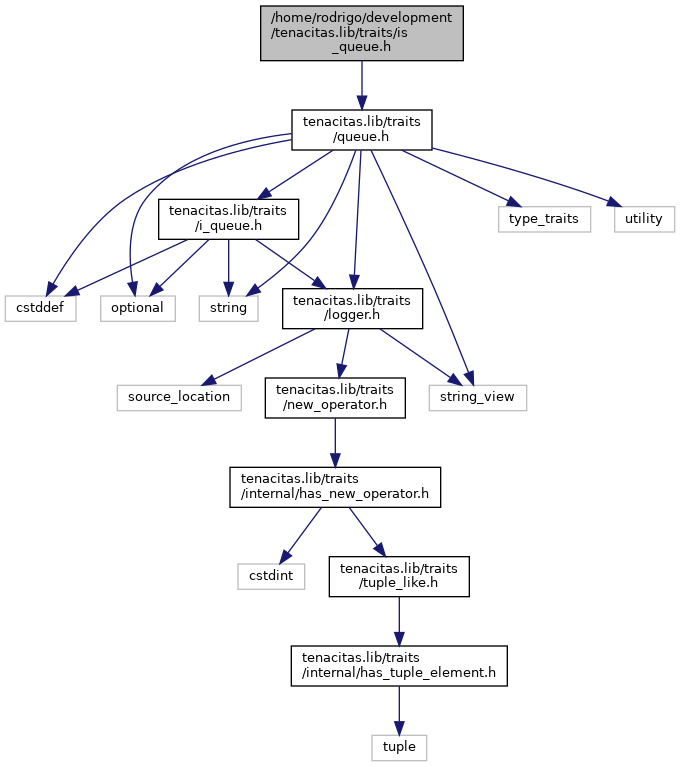 /home/rodrigo/development
/tenacitas.lib/traits/is
_queue.h
tenacitas.lib/traits
/queue.h
tenacitas.lib/traits
/i_queue.h
type_traits
utility
cstddef
optional
string
tenacitas.lib/traits
/logger.h
source_location
tenacitas.lib/traits
/new_operator.h
string_view
tenacitas.lib/traits
/internal/has_new_operator.h
cstdint
tenacitas.lib/traits
/tuple_like.h
tenacitas.lib/traits
/internal/has_tuple_element.h
tuple